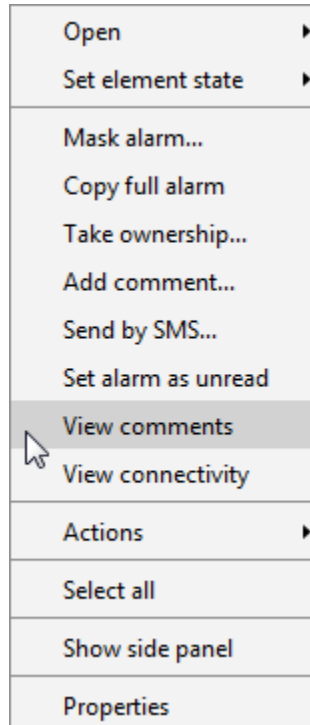 Open
Set element state
Mask alarm...
Copy full alarm
Take ownership...
Add comment...
Send by SMS...
Set alarm as unread
View comments
View connectivity
Actions
Select all
Show side panel
Properties